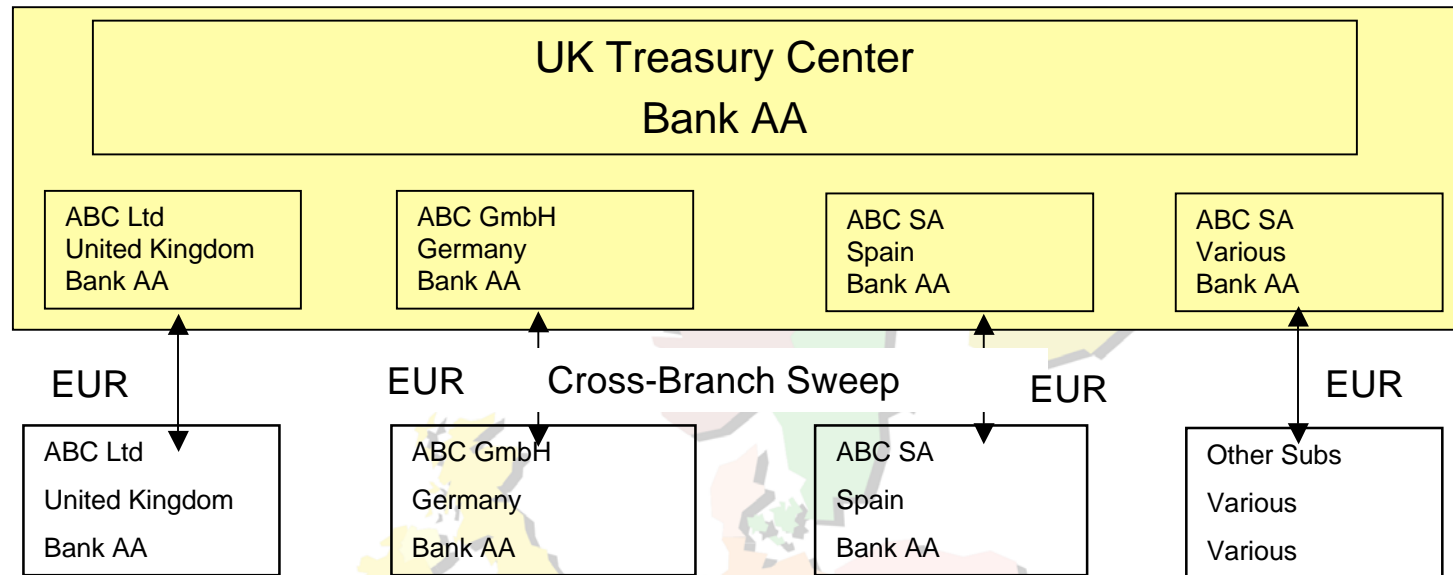 UK Treasury Center
Bank AA
ABC Ltd
United Kingdom
Bank AA
ABC GmbH
Germany
Bank AA
ABC SA
Spain
Bank AA
ABC SA
Various
Bank AA
EUR
EUR
Cross-Branch Sweep
EUR
EUR
ABC Ltd
United Kingdom
Bank AA
ABC GmbH
Germany
Bank AA
ABC SA
Spain
Bank AA
Other Subs
Various
Various